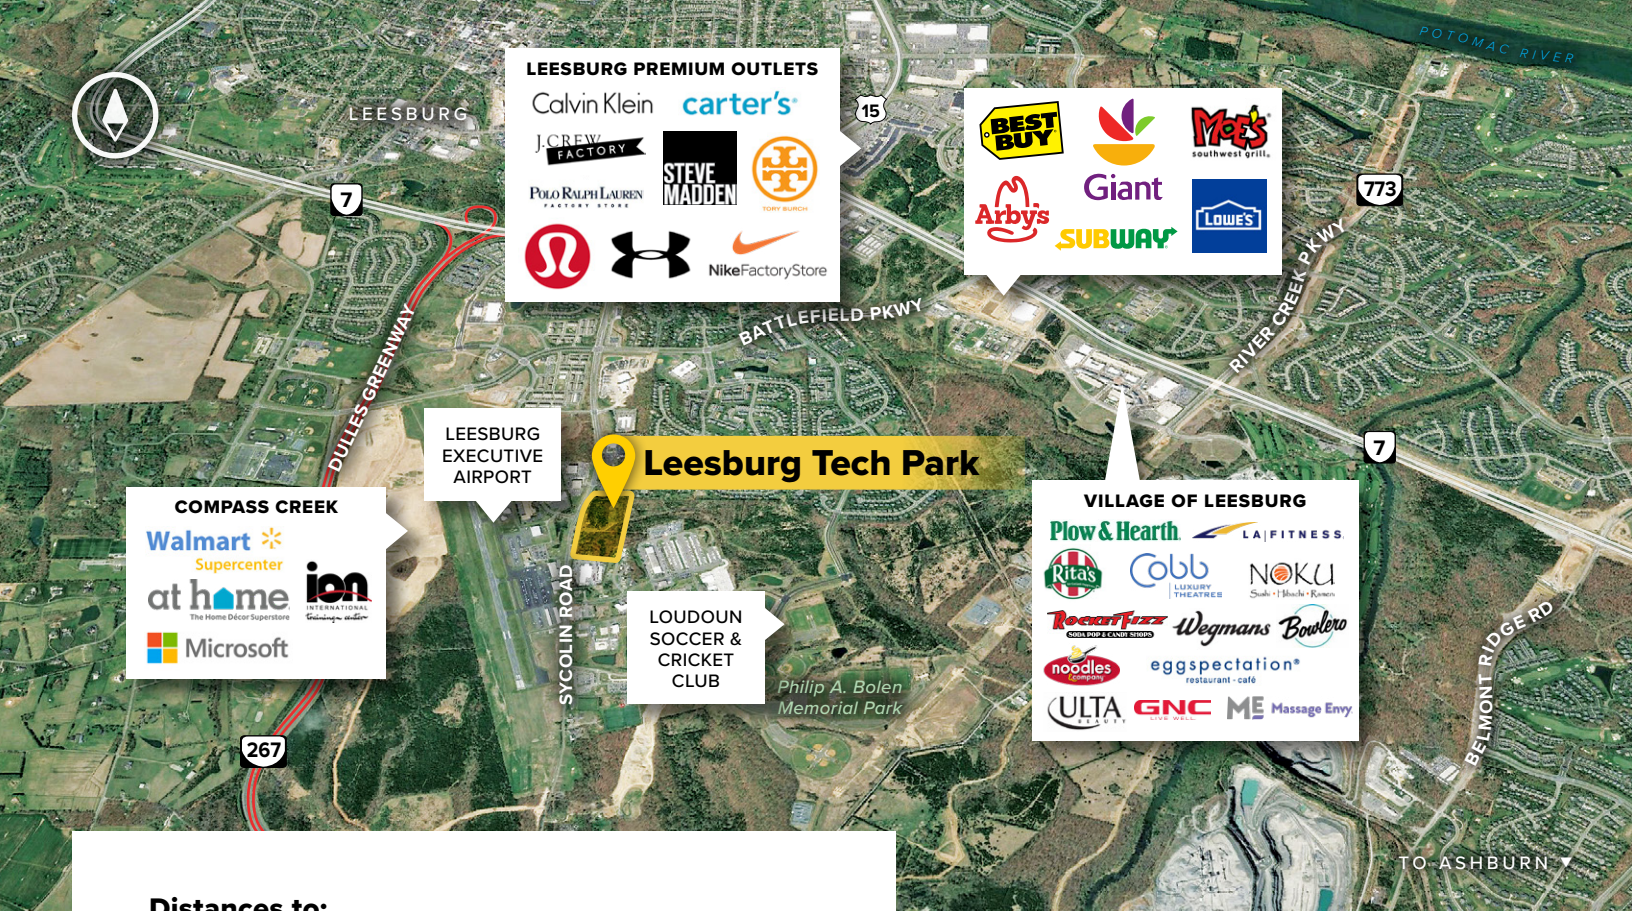 POTOMAC RIVER
LEESBURG
7
15
773
LEESBURG PREMIUM OUTLETS
Calvin Klein
carter's
J.CREW
FACTORY
STEVE
MADDEN
TORY BURCH
POLO RALPH LAUREN
FACTORY STORE
NikeFactoryStore
BEST
BUY
Giant
MOE'S
southwest grill
Arby's
SUBWAY
LOWE'S
BATTLEFIELD PKWY
RIVER CREEK PKWY
DULLES GREENWAY
7
LEESBURG
EXECUTIVE
AIRPORT
Leesburg Tech Park
COMPASS CREEK
Walmart
Supercenter
at home
The Home Décor Superstore
ion
INTERNATIONAL
training center
Microsoft
SYCOLIN ROAD
LOUDOUN
SOCCER &
CRICKET
CLUB
Philip A. Bolen
Memorial Park
VILLAGE OF LEESBURG
Plow & Hearth
LA|FITNESS
Rita's
Cobb
LUXURY
THEATRES
NOKU
Sushi • Hibachi • Ramen
ROCKET FIZZ
SODA POP & CANDY SHOPS
Wegmans
Bowlero
noodles
& company
eggspectation®
restaurant - café
ULTA
BEAUTY
GNC
LIVE WELL
ME
Massage Envy
BELMONT RIDGE RD
267
TO ASHBURN
Distances to: